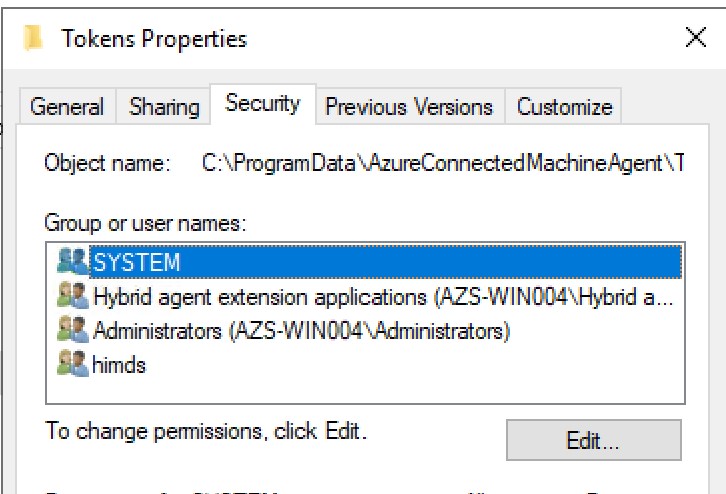 Tokens Properties
General Sharing Security Previous Versions Customize
Object name: C:\ProgramData\AzureConnectedMachineAgent\T
Group or user names:
SYSTEM
Hybrid agent extension applications (AZS-WIN004\Hybrid a...
Administrators (AZS-WIN004\Administrators)
himds
To change permissions, click Edit.
Edit...